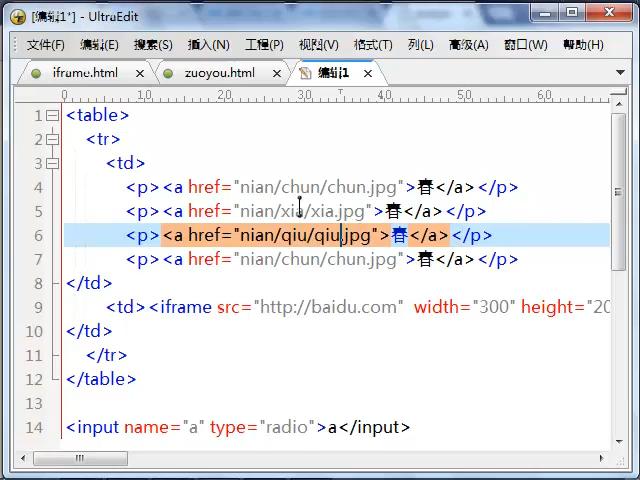 [编辑1*] - UltraEdit
文件(F) 编辑(E) 搜索(S) 插入(N) 工程(P) 视图(V) 格式(T) 列(L) 高级(A) 窗口(W) 帮助(H)
iframe.html zuoyou.html 编辑1
0 10 20 30 40 50 60
1 <table>
2 <tr>
3 <td>
4 <p><a href="nian/chun/chun.jpg">春</a></p>
5 <p><a href="nian/xia/xia.jpg">春</a></p>
6 <p><a href="nian/qiu/qiu.jpg">春</a></p>
7 <p><a href="nian/chun/chun.jpg">春</a></p>
8 </td>
9 <td><iframe src="http://baidu.com" width="300" height="20
10 </td>
11 </tr>
12 </table>
13
14 <input name="a" type="radio">a</input>